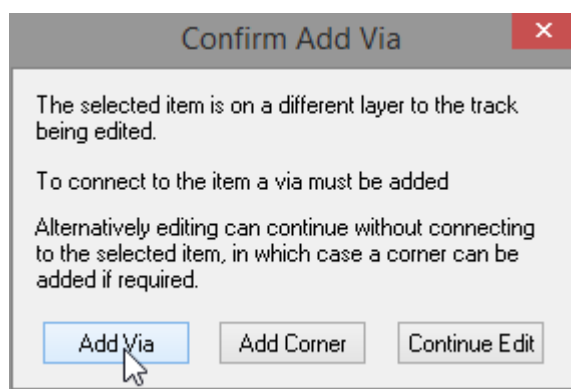 Confirm Add Via
The selected item is on a different layer to the track
being edited.
To connect to the item a via must be added
Alternatively editing can continue without connecting
to the selected item, in which case a corner can be
added if required.
Add Via
Add Corner
Continue Edit